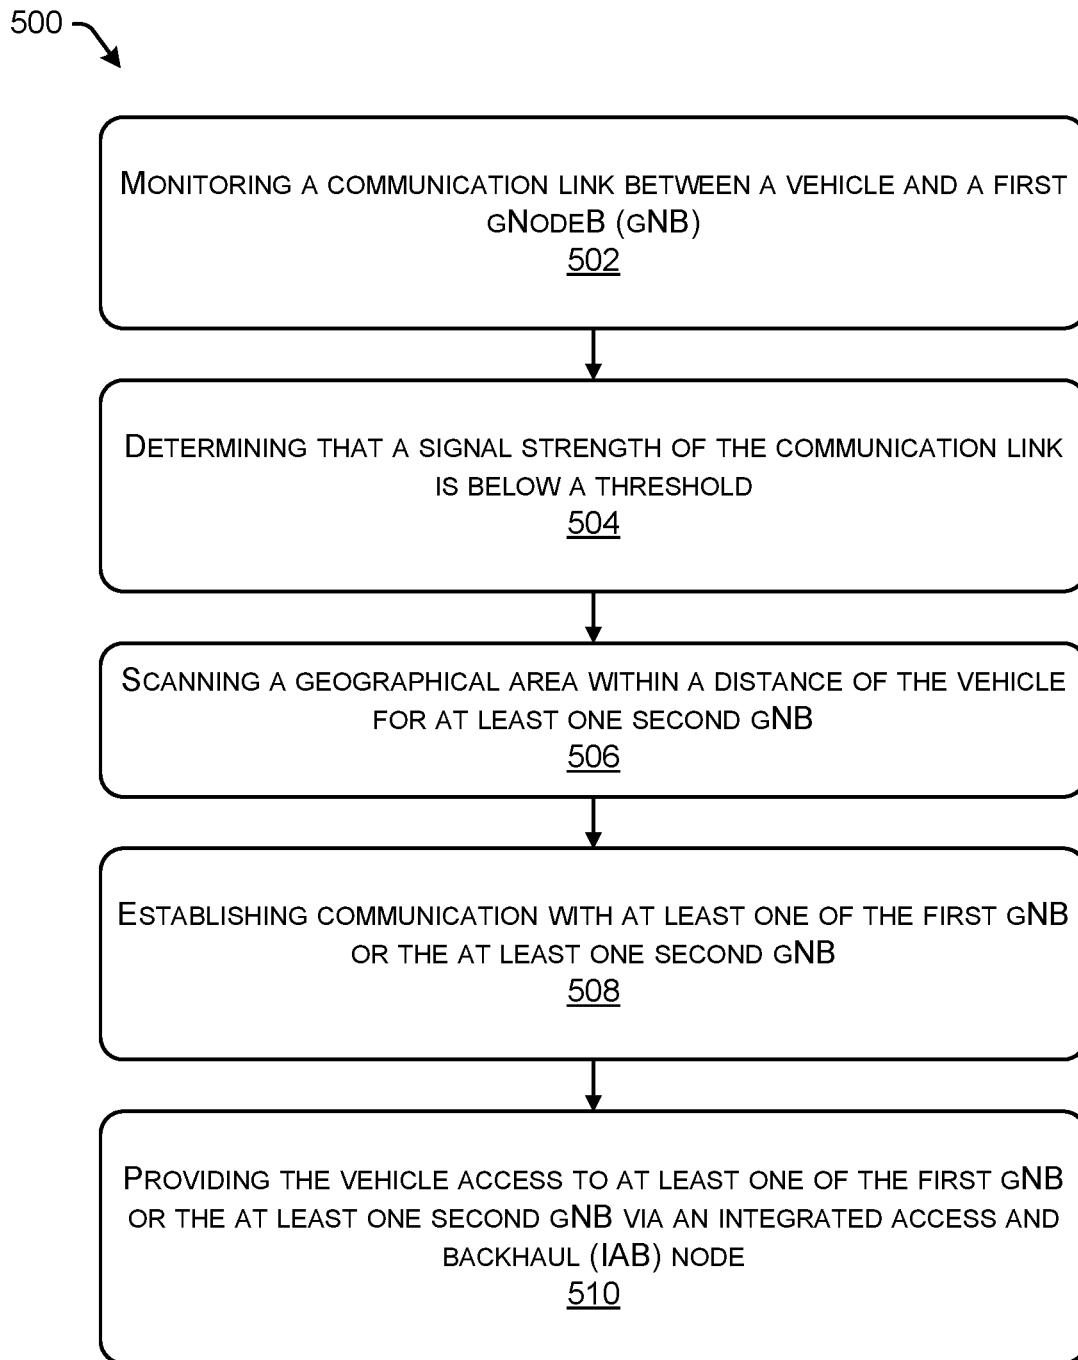 500
MONITORING A COMMUNICATION LINK BETWEEN A VEHICLE AND A FIRST
GNODEB (GNB)
502
DETERMINING THAT A SIGNAL STRENGTH OF THE COMMUNICATION LINK
IS BELOW A THRESHOLD
504
SCANNING A GEOGRAPHICAL AREA WITHIN A DISTANCE OF THE VEHICLE
FOR AT LEAST ONE SECOND GNB
506
ESTABLISHING COMMUNICATION WITH AT LEAST ONE OF THE FIRST GNB
OR THE AT LEAST ONE SECOND GNB
508
PROVIDING THE VEHICLE ACCESS TO AT LEAST ONE OF THE FIRST GNB
OR THE AT LEAST ONE SECOND GNB VIA AN INTEGRATED ACCESS AND
BACKHAUL (IAB) NODE
510